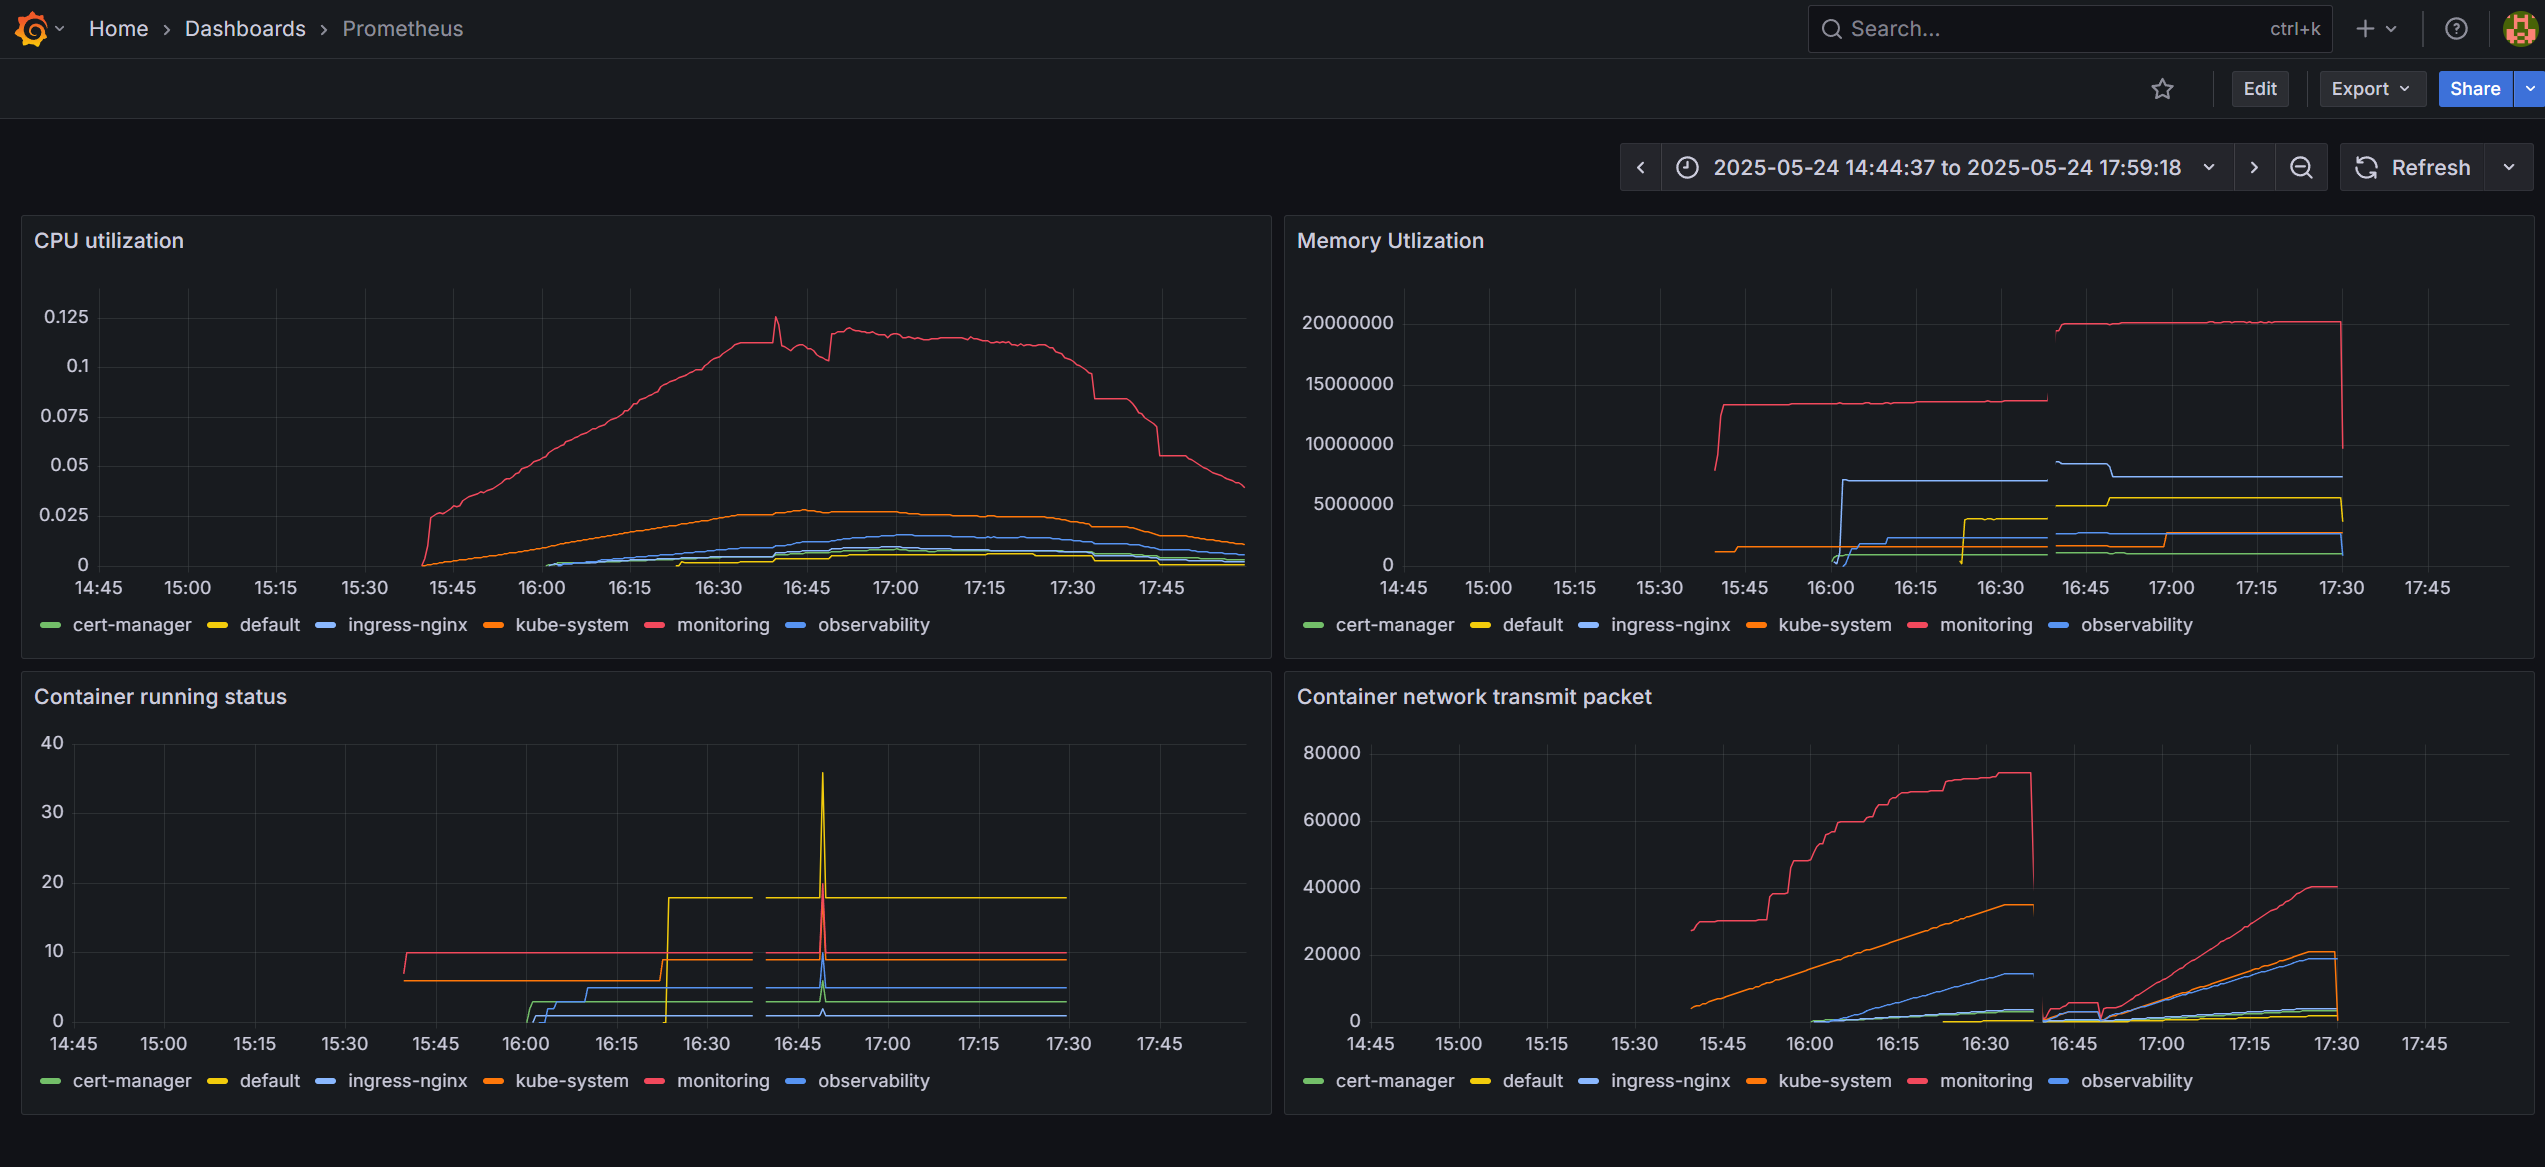 Home › Dashboards › Prometheus
Search... ctrl+k
Edit Export Share
2025-05-24 14:44:37 to 2025-05-24 17:59:18 Refresh
CPU utilization
0.125
0.1
0.075
0.05
0.025
0
14:45 15:00 15:15 15:30 15:45 16:00 16:15 16:30 16:45 17:00 17:15 17:30 17:45
cert-manager default ingress-nginx kube-system monitoring observability
Memory Utlization
20000000
15000000
10000000
5000000
0
14:45 15:00 15:15 15:30 15:45 16:00 16:15 16:30 16:45 17:00 17:15 17:30 17:45
cert-manager default ingress-nginx kube-system monitoring observability
Container running status
40
30
20
10
0
14:45 15:00 15:15 15:30 15:45 16:00 16:15 16:30 16:45 17:00 17:15 17:30 17:45
cert-manager default ingress-nginx kube-system monitoring observability
Container network transmit packet
80000
60000
40000
20000
0
14:45 15:00 15:15 15:30 15:45 16:00 16:15 16:30 16:45 17:00 17:15 17:30 17:45
cert-manager default ingress-nginx kube-system monitoring observability